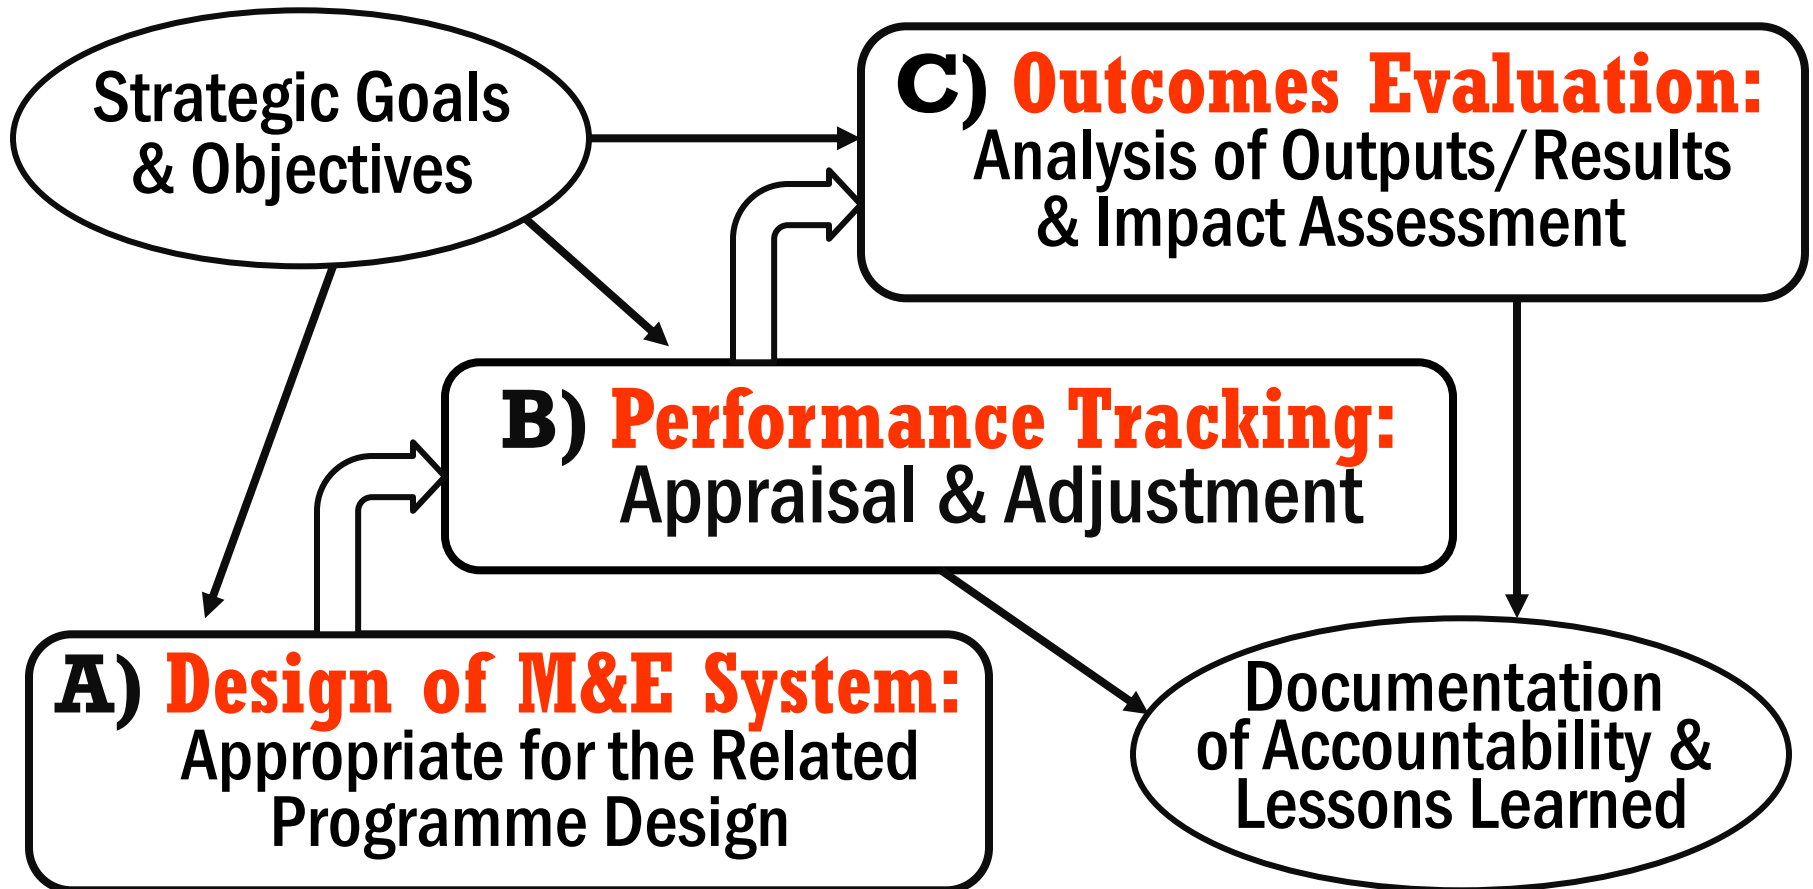 Strategic Goals
& Objectives
C) Outcomes Evaluation:
Analysis of Outputs/Results
& Impact Assessment
B) Performance Tracking:
Appraisal & Adjustment
A) Design of M&E System:
Appropriate for the Related
Programme Design
Documentation
of Accountability &
Lessons Learned